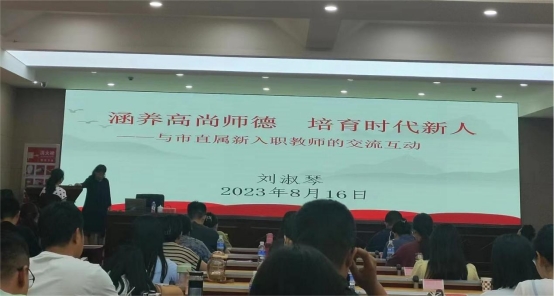 涵养高尚师德　培育时代新人
——与市直属新入职教师的交流互动
刘淑琴
2023年8月16日